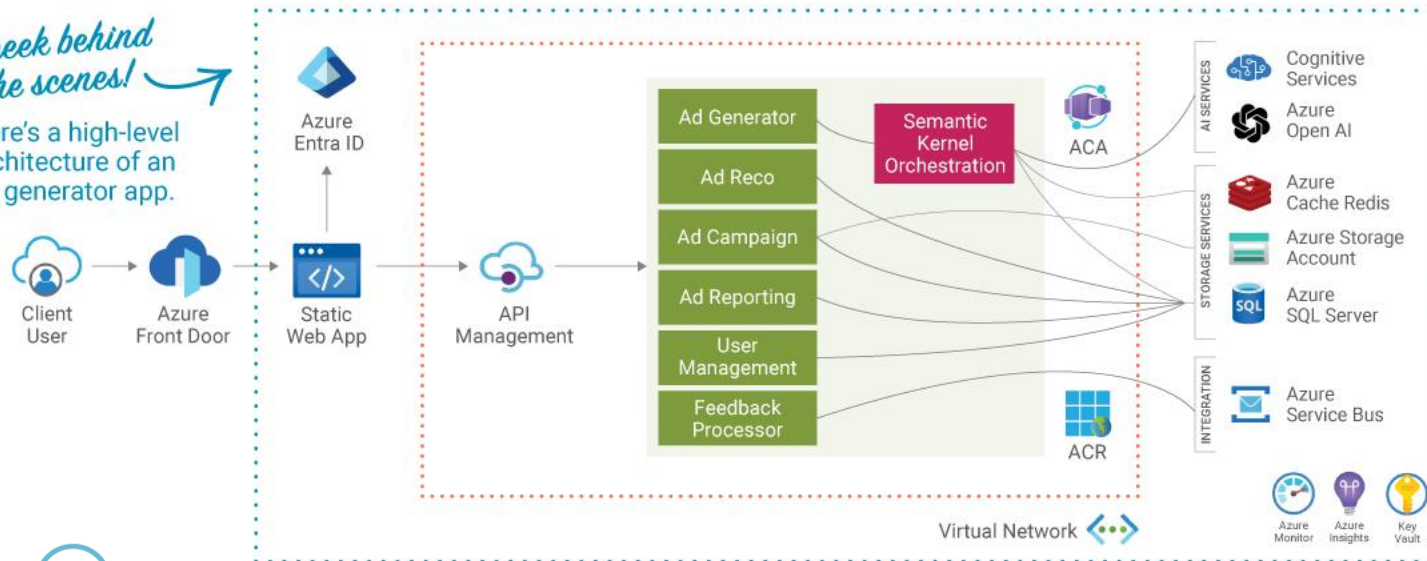 peek behind
the scenes!
re's a high-level
chitecture of an
generator app.
Client
User
Azure
Front Door
Azure
Entra ID
Static
Web App
API
Management
Ad Generator
Ad Reco
Ad Campaign
Ad Reporting
User
Management
Feedback
Processor
Semantic
Kernel
Orchestration
ACA
ACR
Virtual Network
AI SERVICES
Cognitive
Services
Azure
Open AI
STORAGE SERVICES
Azure
Cache Redis
Azure Storage
Account
SQL
Azure
SQL Server
INTEGRATION
Azure
Service Bus
Azure
Monitor
Azure
Insights
Key
Vault